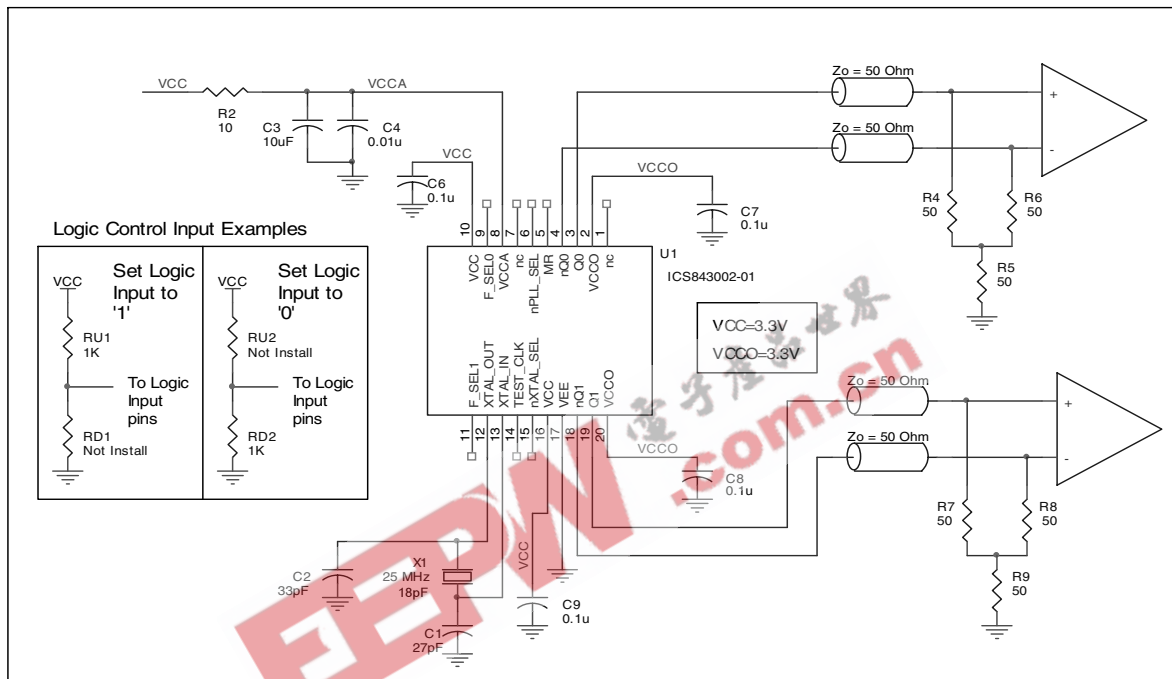 VCC
R2
10
VCCA
C3
10uF
C4
0.01u
VCC
C6
0.1u
VCCO
C7
0.1u
Zo = 50 Ohm
Zo = 50 Ohm
+
-
R4
50
R6
50
R5
50
Logic Control Input Examples
VCC
Set Logic
Input to
'1'
RU1
1K
To Logic
Input
pins
RD1
Not Install
VCC
Set Logic
Input to
'0'
RU2
Not Install
To Logic
Input
pins
RD2
1K
10
9
8
7
6
5
4
3
2
1
VCC
F_SEL0
VCCA
nc
nPLL_SEL
MR
nQ0
Q0
VCCO
nc
U1
ICS843002-01
VCC=3.3V
VCCO=3.3V
F_SEL1
XTAL_OUT
XTAL_IN
TEST_CLK
nXTAL_SEL
VCC
VEE
nQ1
Q1
VCCO
11
12
13
14
15
16
17
18
19
20
VCCO
C8
0.1u
Zo = 50 Ohm
Zo = 50 Ohm
+
-
R7
50
R8
50
R9
50
C2
33pF
X1
25 MHz
18pF
C1
27pF
VCC
C9
0.1u
電子產品世界
EEPW
.com.cn